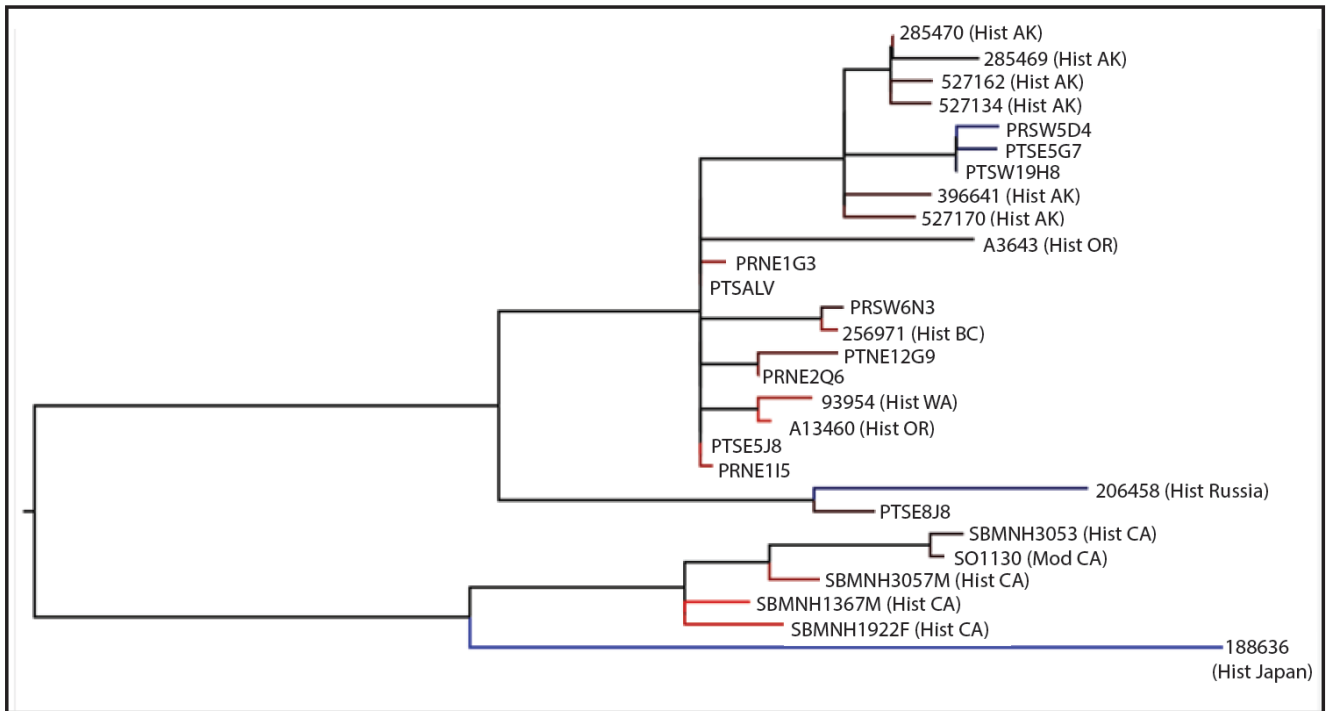 285470 (Hist AK)
285469 (Hist AK)
527162 (Hist AK)
527134 (Hist AK)
PRSW5D4
PTSE5G7
PTSW19H8
396641 (Hist AK)
527170 (Hist AK)
A3643 (Hist OR)
PRNE1G3
PTSALV
PRSW6N3
256971 (Hist BC)
PTNE12G9
PRNE2Q6
93954 (Hist WA)
A13460 (Hist OR)
PTSE5J8
PRNE1I5
206458 (Hist Russia)
PTSE8J8
SBMNH3053 (Hist CA)
SO1130 (Mod CA)
SBMNH3057M (Hist CA)
SBMNH1367M (Hist CA)
SBMNH1922F (Hist CA)
188636
(Hist Japan)